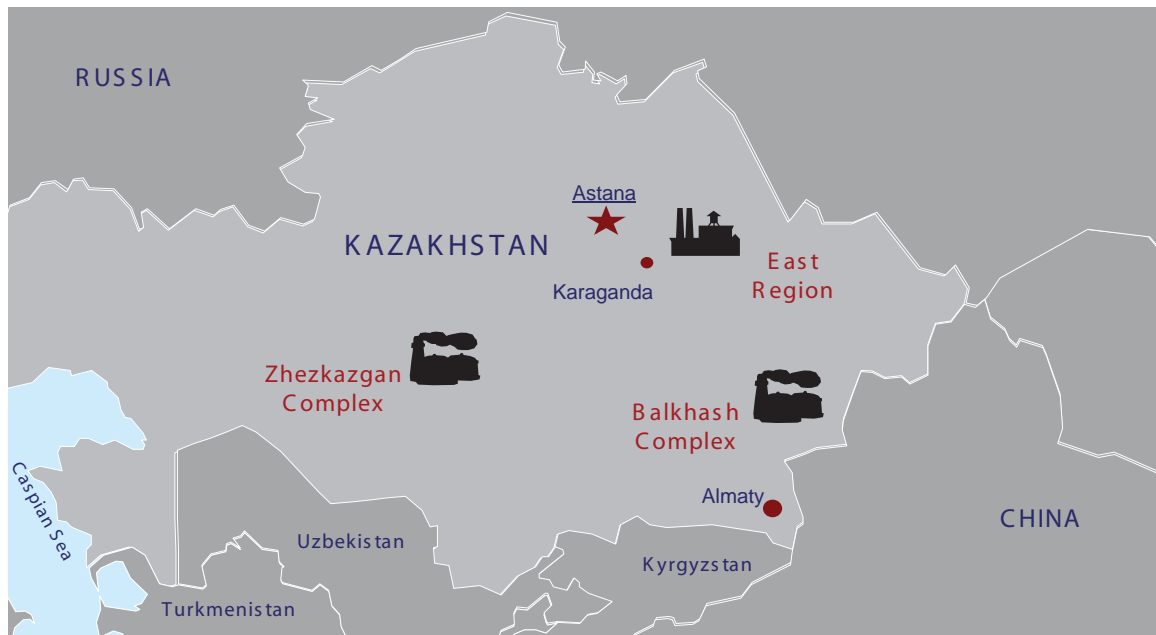 RUSSIA
Astana
KAZAKHSTAN
East
Region
Karaganda
Zhezkazgan
Complex
Balkhash
Complex
Caspian Sea
Almaty
CHINA
Uzbekistan
Kyrgyzstan
Turkmenistan